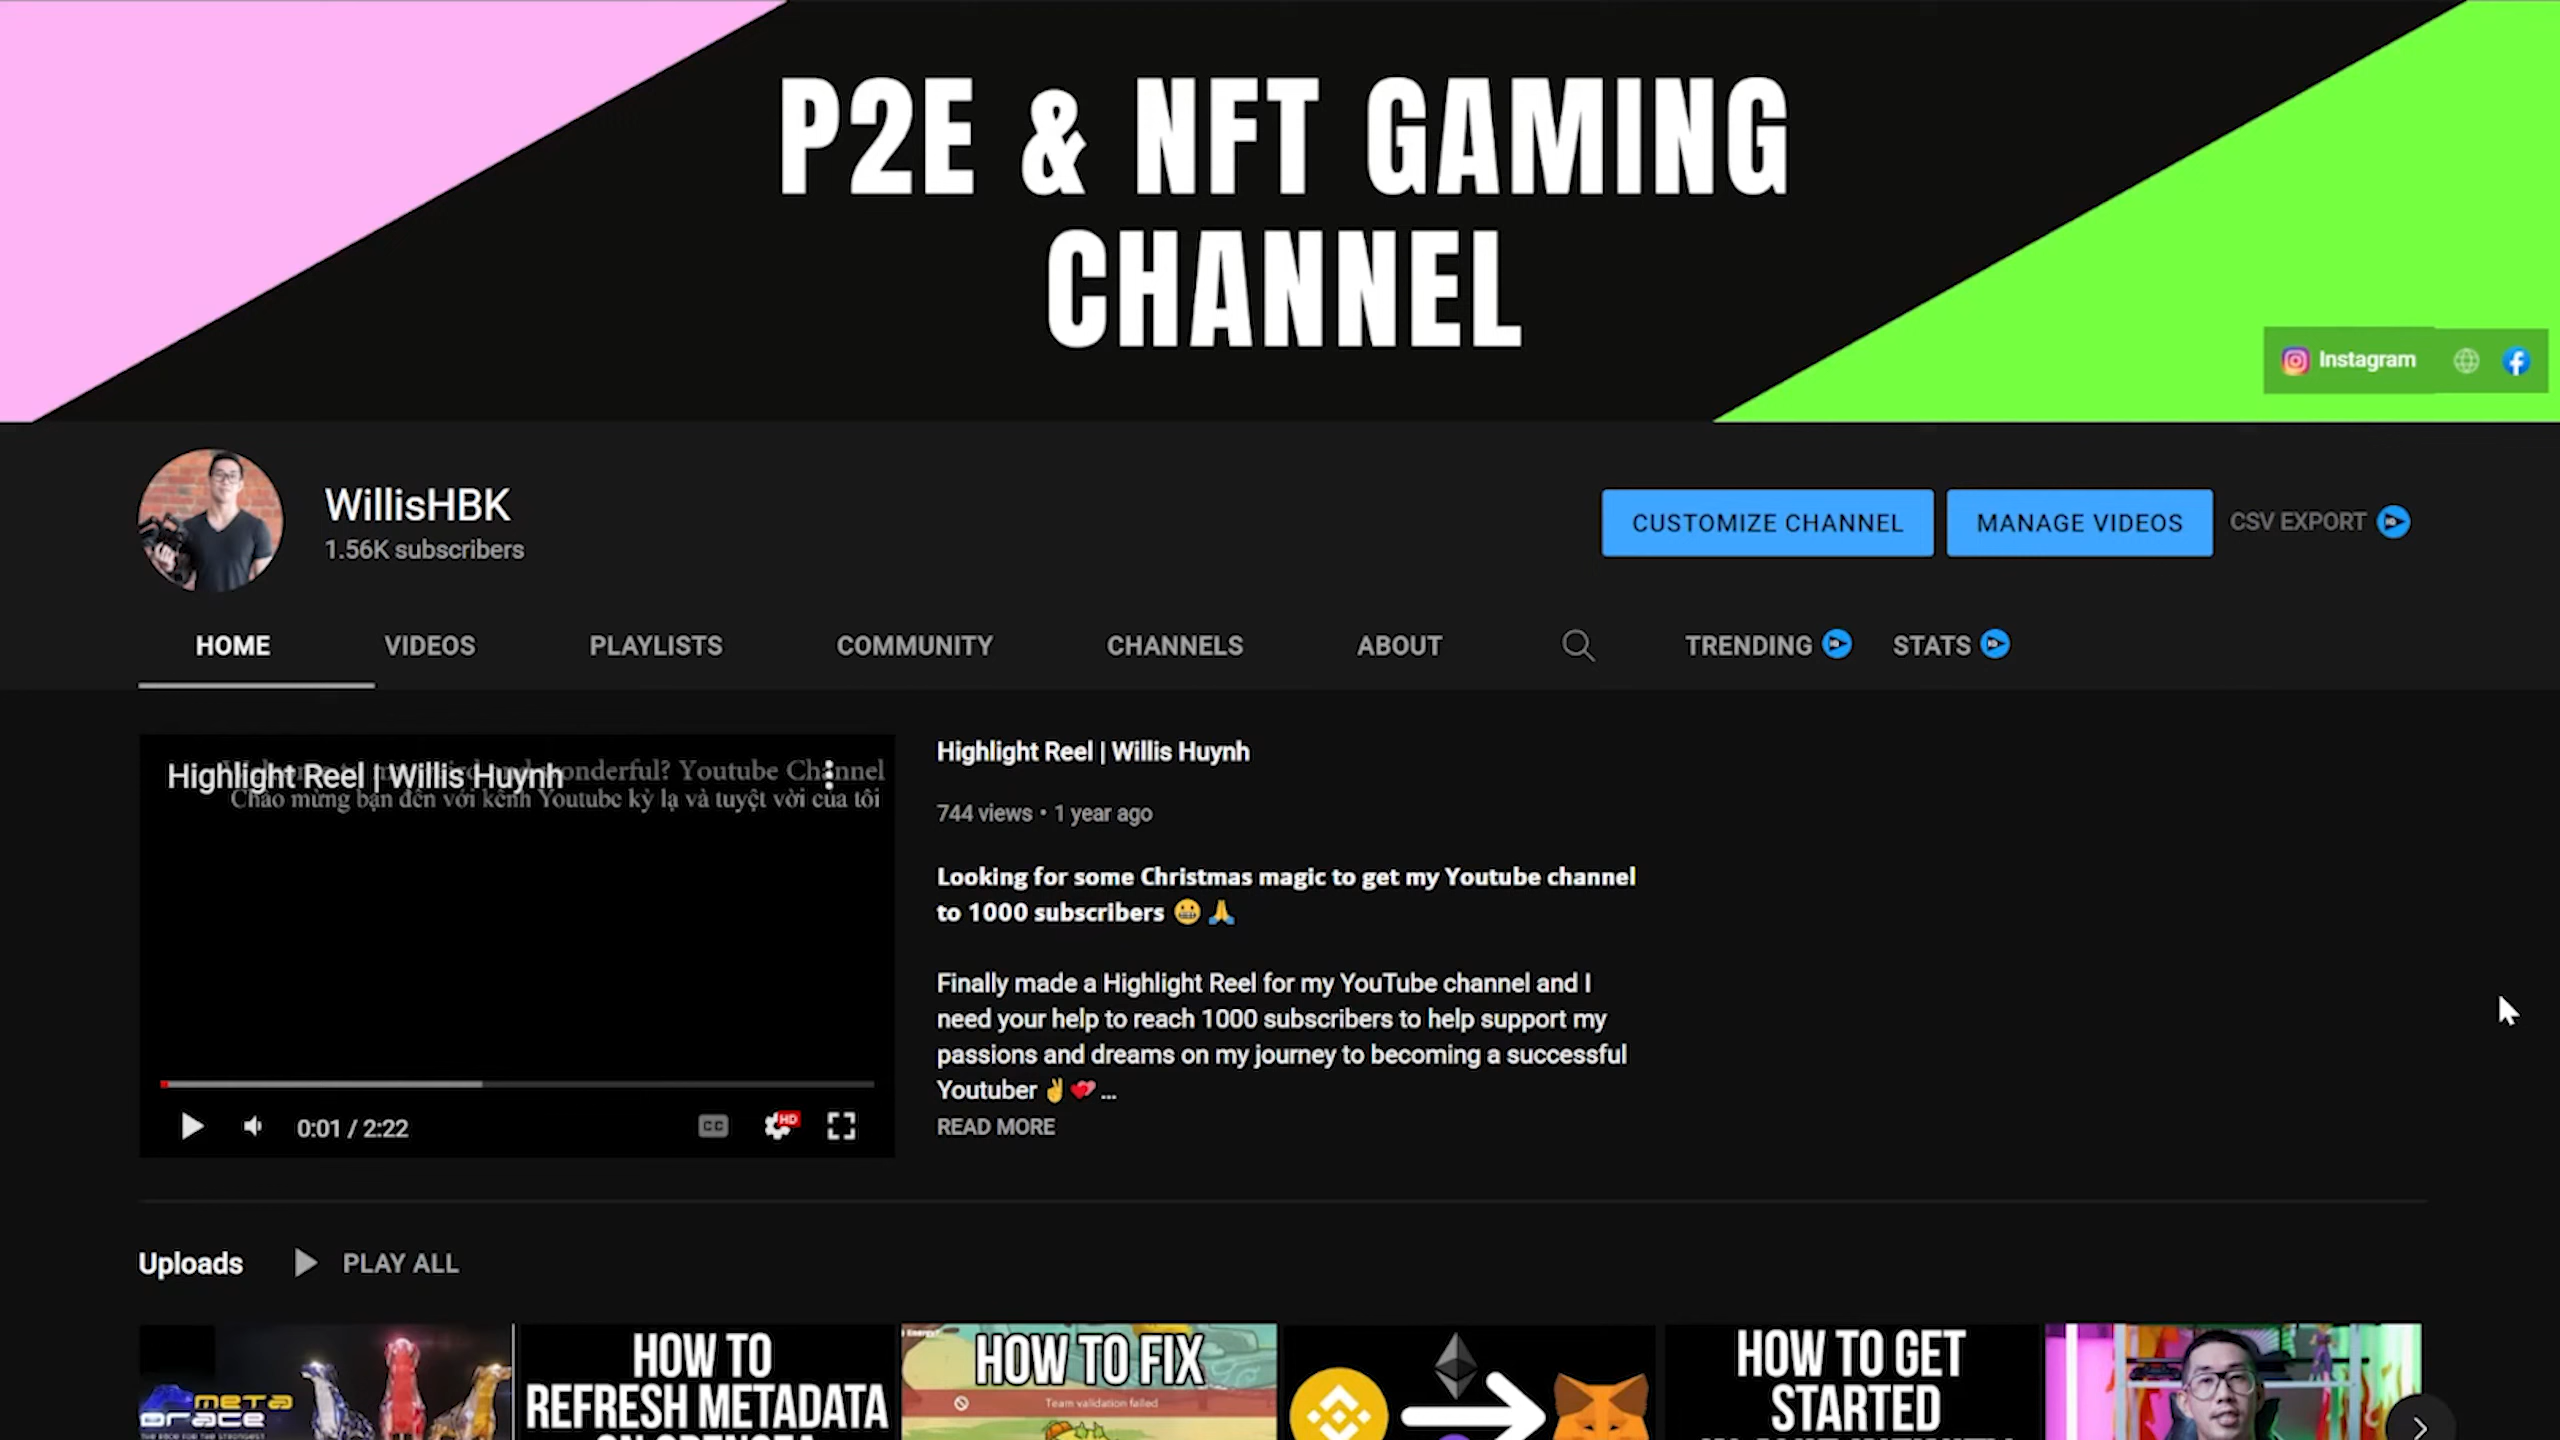 P2E & NFT GAMING
CHANNEL
Instagram
WillisHBK
1.56K subscribers
CUSTOMIZE CHANNEL
MANAGE VIDEOS
CSV EXPORT
HOME
VIDEOS
PLAYLISTS
COMMUNITY
CHANNELS
ABOUT
TRENDING
STATS
Highlight Reel | Willis Huynh
wonderful? Youtube Channel
Chào mừng bạn đến với kênh Youtube kỳ lạ và tuyệt vời của tôi
0:01 / 2:22
CC
HD
Highlight Reel | Willis Huynh
744 views • 1 year ago
Looking for some Christmas magic to get my Youtube channel
to 1000 subscribers 😬 🙏
Finally made a Highlight Reel for my YouTube channel and I
need your help to reach 1000 subscribers to help support my
passions and dreams on my journey to becoming a successful
Youtuber ✌️💕 ...
READ MORE
Uploads
PLAY ALL
META
DRACE
HOW TO
REFRESH METADATA
HOW TO FIX
Team validation failed
HOW TO GET
STARTED